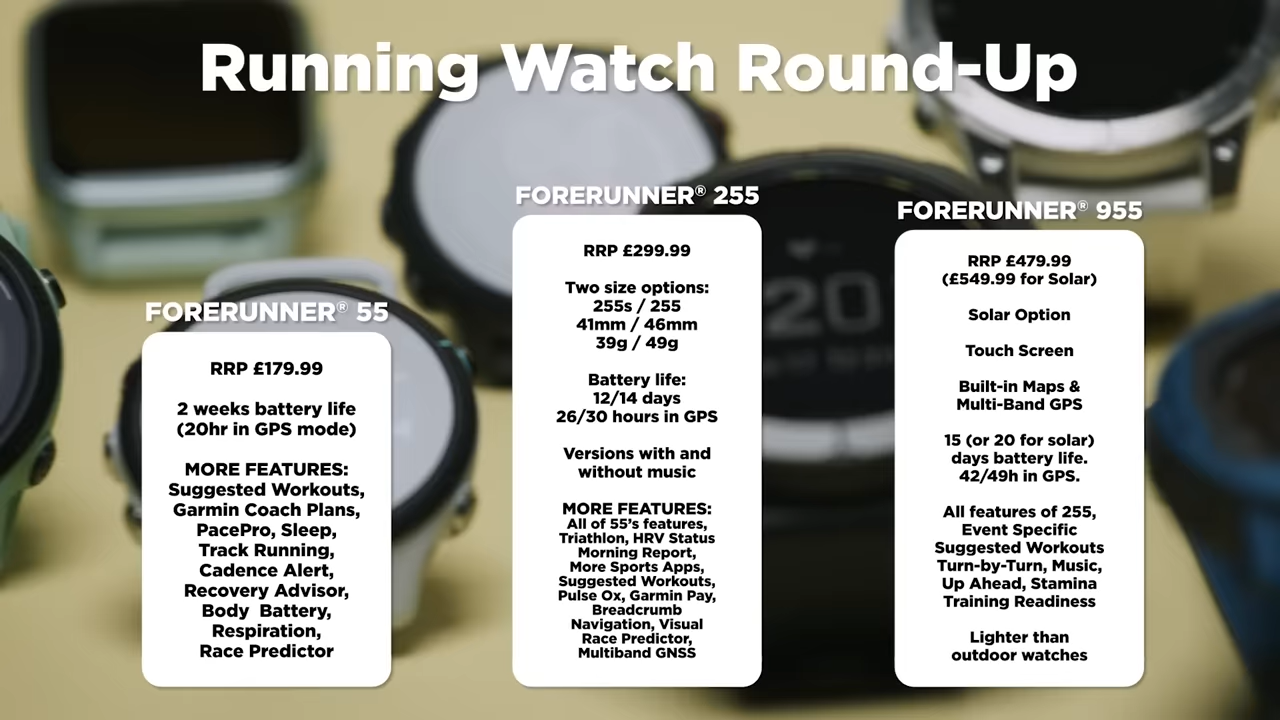 Running Watch Round-Up
FORERUNNER® 55
RRP £179.99
2 weeks battery life
(20hr in GPS mode)
MORE FEATURES:
Suggested Workouts,
Garmin Coach Plans,
PacePro, Sleep,
Track Running,
Cadence Alert,
Recovery Advisor,
Body Battery,
Respiration,
Race Predictor
FORERUNNER® 255
RRP £299.99
Two size options:
255s / 255
41mm / 46mm
39g / 49g
Battery life:
12/14 days
26/30 hours in GPS
Versions with and
without music
MORE FEATURES:
All of 55's features,
Triathlon, HRV Status
Morning Report,
More Sports Apps,
Suggested Workouts,
Pulse Ox, Garmin Pay,
Breadcrumb
Navigation, Visual
Race Predictor,
Multiband GNSS
FORERUNNER® 955
RRP £479.99
(£549.99 for Solar)
Solar Option
Touch Screen
Built-in Maps &
Multi-Band GPS
15 (or 20 for solar)
days battery life.
42/49h in GPS.
All features of 255,
Event Specific
Suggested Workouts
Turn-by-Turn, Music,
Up Ahead, Stamina
Training Readiness
Lighter than
outdoor watches
20